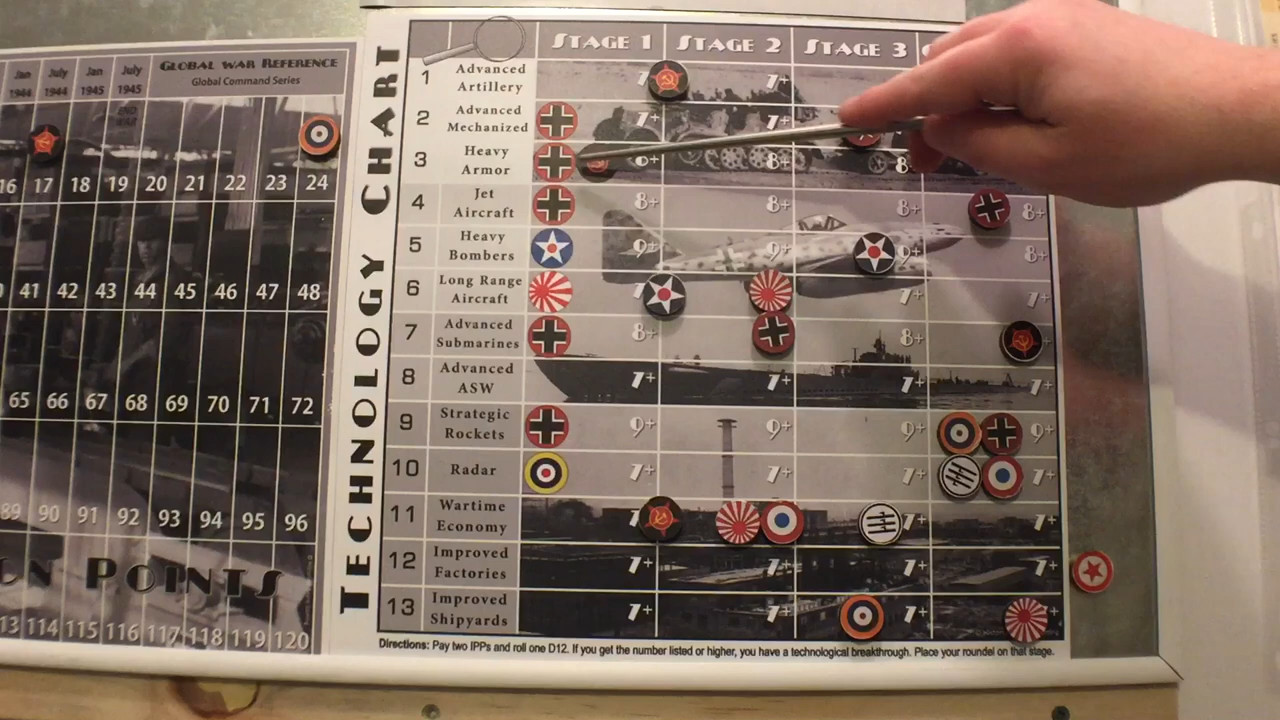 Jan July Jan July
1944 1944 1945 1945
END WAR
GLOBAL WAR REFERENCE
Global Command Series
16 17 18 19 20 21 22 23 24
41 42 43 44 45 46 47 48
65 66 67 68 69 70 71 72
89 90 91 92 93 94 95 96
ON POINTS
13 114 115 116 117 118 119 120
TECHNOLOGY CHART
STAGE 1 STAGE 2 STAGE 3
1 Advanced Artillery 7+
2 Advanced Mechanized 7+ 7+
3 Heavy Armor 8+
4 Jet Aircraft 8+ 8+ 8+ 8+
5 Heavy Bombers 9+ 9+ 9+ 8+
6 Long Range Aircraft 7+ 7+
7 Advanced Submarines 8+ 8+
8 Advanced ASW 7+ 7+ 7+ 7+
9 Strategic Rockets 9+ 9+ 9+ 9+
10 Radar 7+ 7+ 7+
11 Wartime Economy 7+ 7+
12 Improved Factories 7+ 7+ 7+ 7+
13 Improved Shipyards 7+ 7+ 7+
Directions: Pay two IPPs and roll one D12. If you get the number listed or higher, you have a technological breakthrough. Place your roundel on that stage.